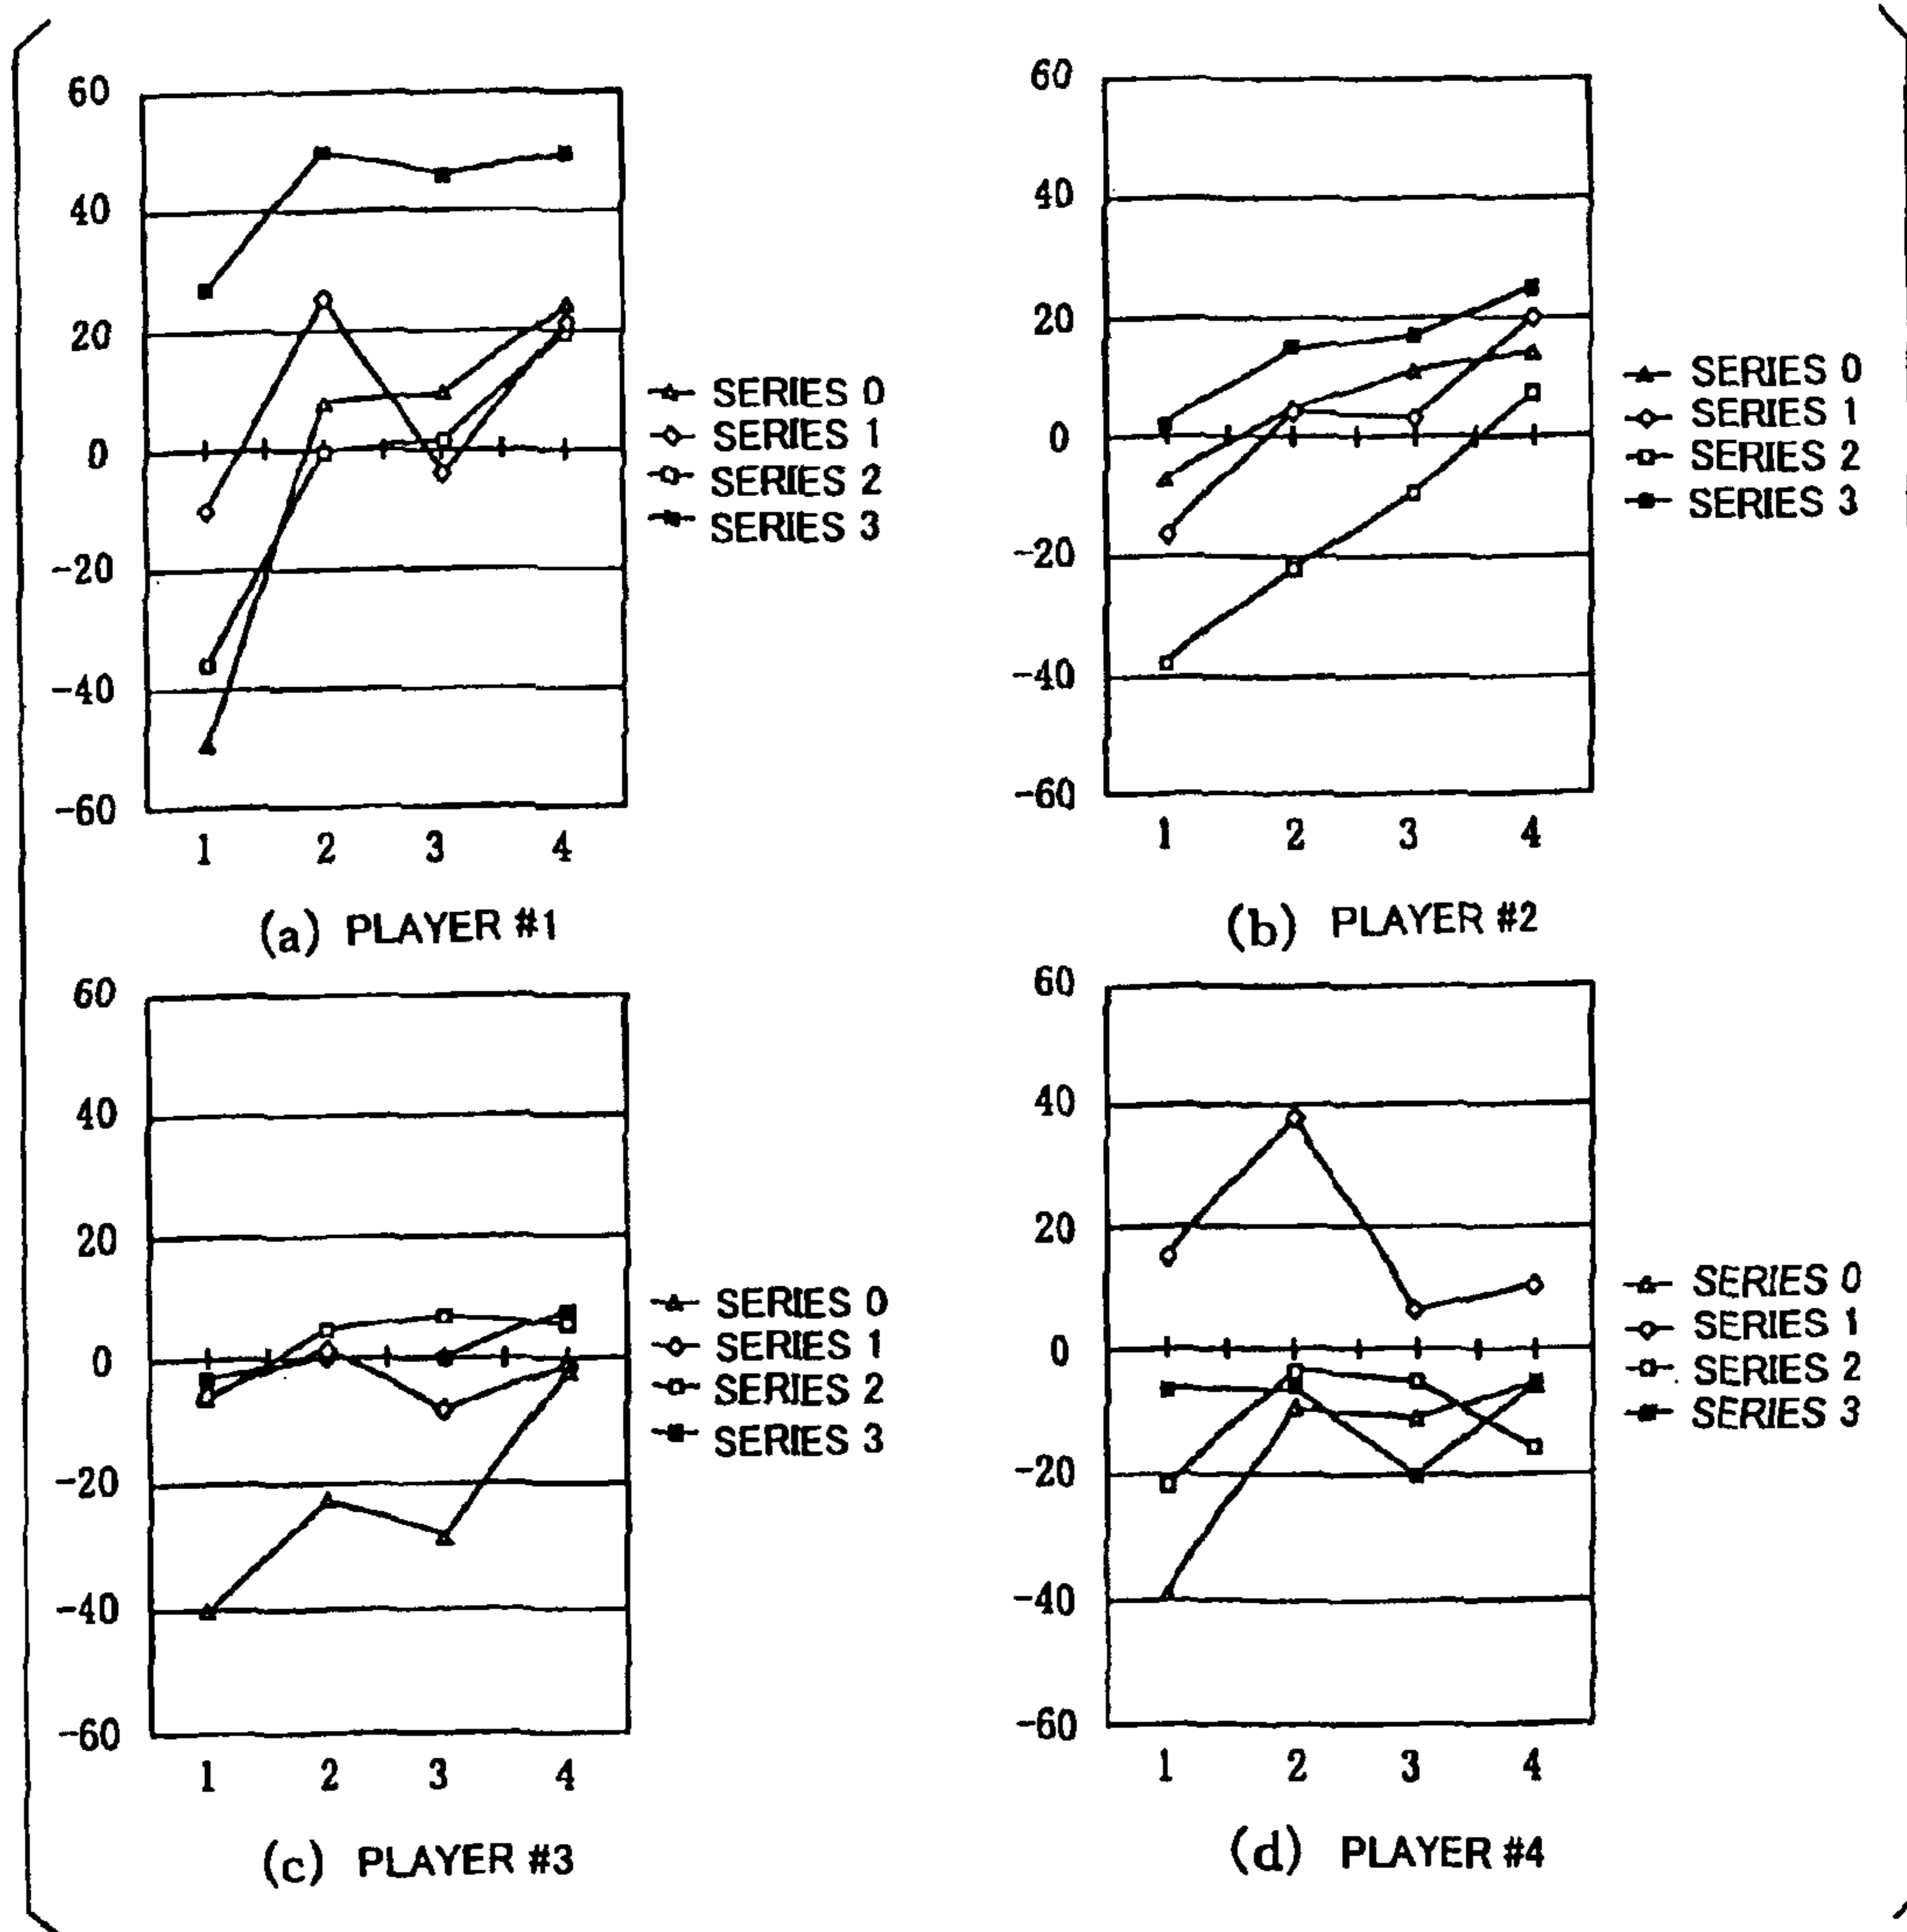 60
40
20
0
-20
-40
-60
1 2 3 4
SERIES 0
SERIES 1
SERIES 2
SERIES 3
(a) PLAYER #1
60
40
20
0
-20
-40
-60
1 2 3 4
SERIES 0
SERIES 1
SERIES 2
SERIES 3
(b) PLAYER #2
60
40
20
0
-20
-40
-60
1 2 3 4
SERIES 0
SERIES 1
SERIES 2
SERIES 3
(c) PLAYER #3
60
40
20
0
-20
-40
-60
1 2 3 4
SERIES 0
SERIES 1
SERIES 2
SERIES 3
(d) PLAYER #4